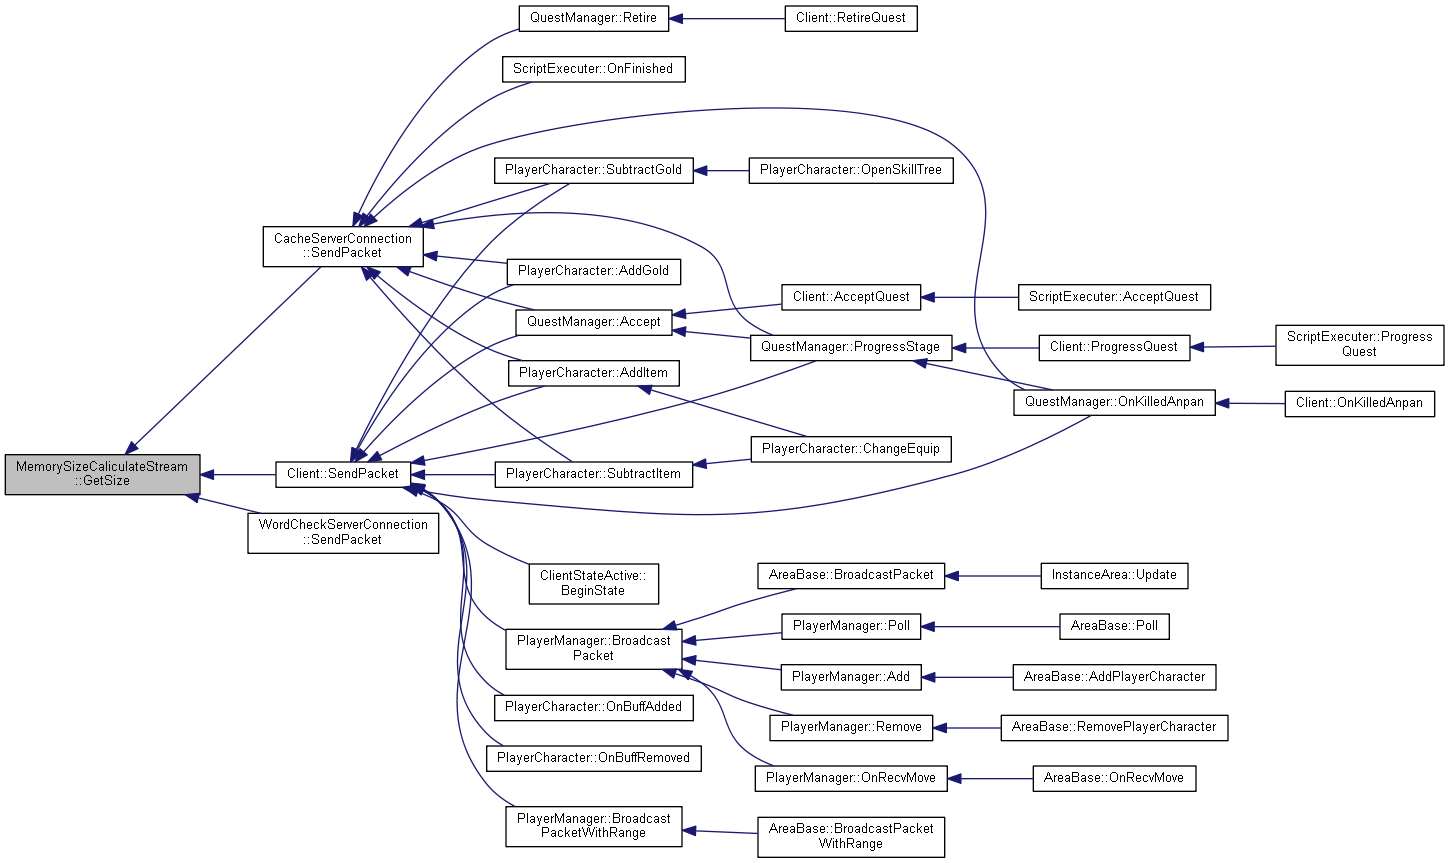 QuestManager::Retire
Client::RetireQuest
ScriptExecuter::OnFinished
PlayerCharacter::SubtractGold
PlayerCharacter::OpenSkillTree
CacheServerConnection
::SendPacket
PlayerCharacter::AddGold
Client::AcceptQuest
ScriptExecuter::AcceptQuest
QuestManager::Accept
QuestManager::ProgressStage
Client::ProgressQuest
ScriptExecuter::Progress
Quest
PlayerCharacter::AddItem
QuestManager::OnKilledAnpan
Client::OnKilledAnpan
PlayerCharacter::ChangeEquip
MemorySizeCaliculateStream
::GetSize
Client::SendPacket
PlayerCharacter::SubtractItem
WordCheckServerConnection
::SendPacket
ClientStateActive::
BeginState
AreaBase::BroadcastPacket
InstanceArea::Update
PlayerManager::Poll
AreaBase::Poll
PlayerManager::Broadcast
Packet
PlayerManager::Add
AreaBase::AddPlayerCharacter
PlayerCharacter::OnBuffAdded
PlayerManager::Remove
AreaBase::RemovePlayerCharacter
PlayerCharacter::OnBuffRemoved
PlayerManager::OnRecvMove
AreaBase::OnRecvMove
PlayerManager::Broadcast
PacketWithRange
AreaBase::BroadcastPacket
WithRange